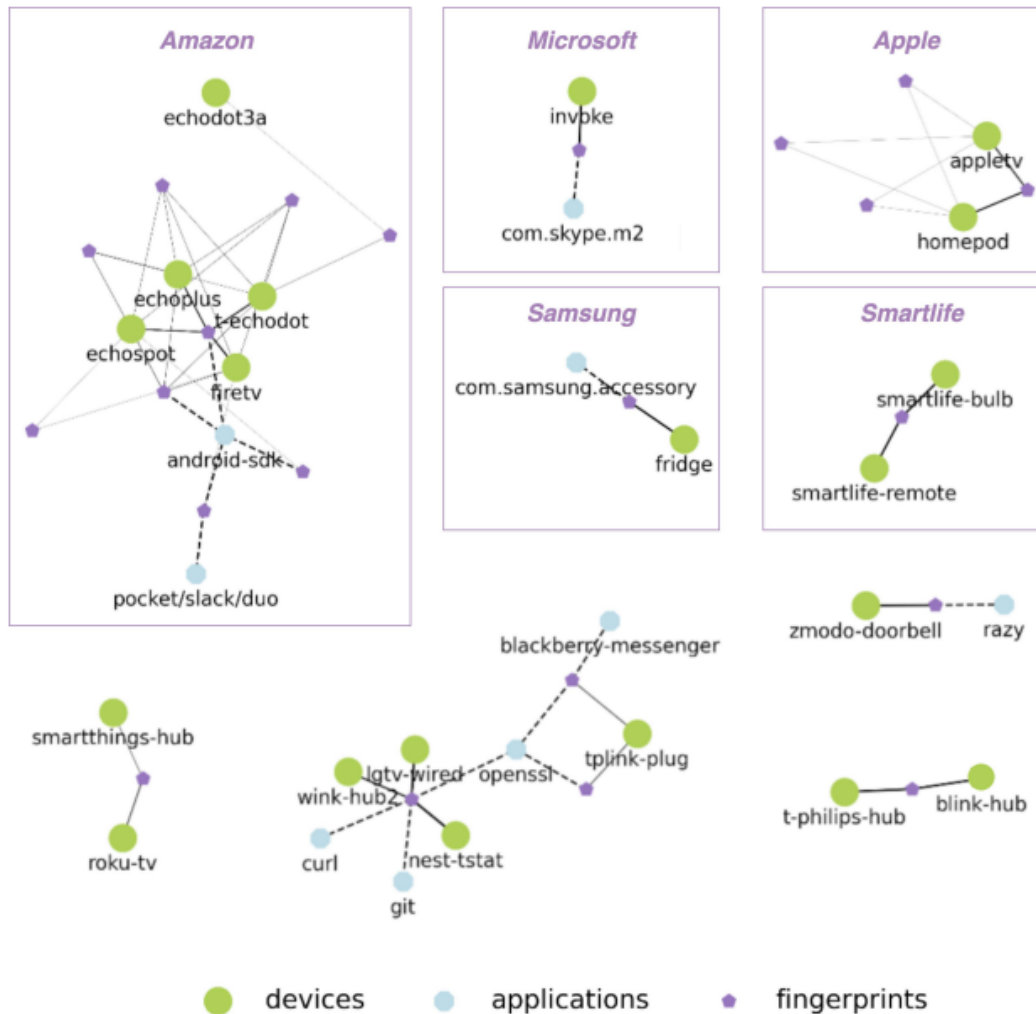 Amazon
echodot3a
echoplus
t-echodot
echospot
firetv
android-sdk
pocket/slack/duo
Microsoft
invoke
com.skype.m2
Apple
appletv
homepod
Samsung
com.samsung.accessory
fridge
Smartlife
smartlife-bulb
smartlife-remote
zmodo-doorbell
razy
blackberry-messenger
smartthings-hub
roku-tv
lgtv-wired
openssl
tplink-plug
wink-hub2
curl
nest-tstat
git
t-philips-hub
blink-hub
devices
applications
fingerprints